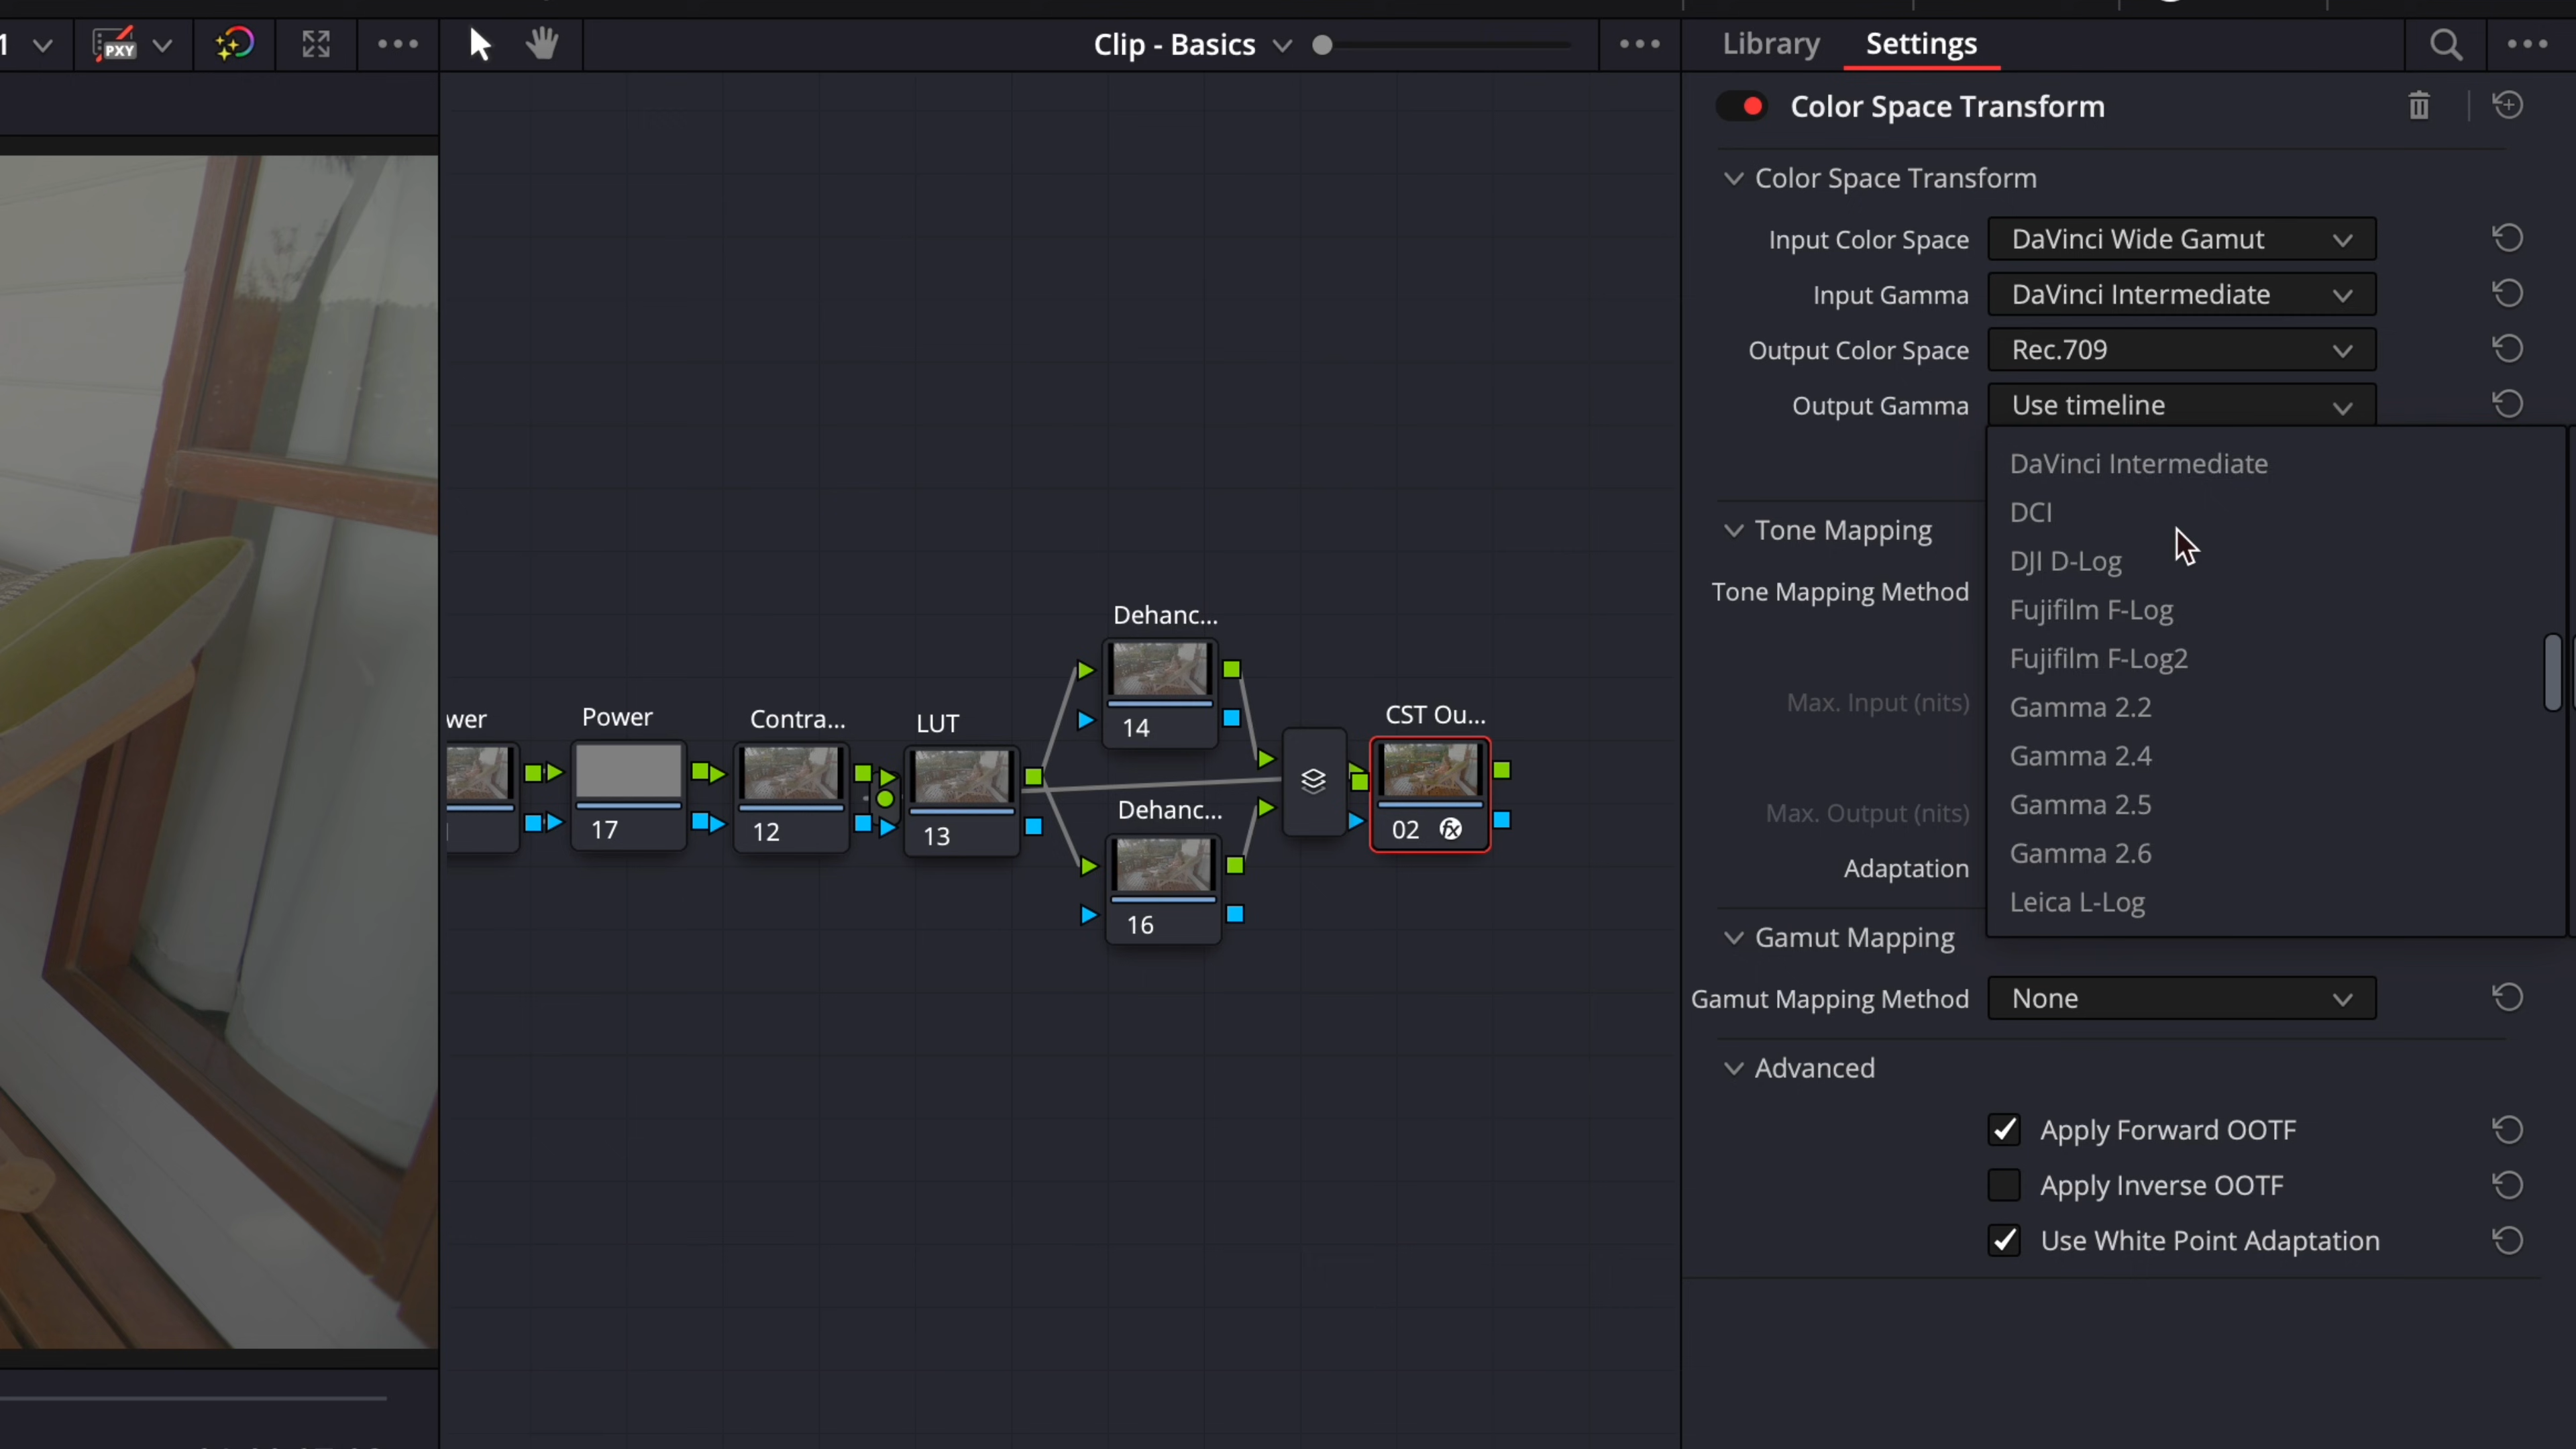 1
PXY
Clip - Basics
Library
Settings
Color Space Transform
Color Space Transform
Input Color Space
DaVinci Wide Gamut
Input Gamma
DaVinci Intermediate
Output Color Space
Rec.709
Output Gamma
Use timeline
DaVinci Intermediate
DCI
DJI D-Log
Fujifilm F-Log
Fujifilm F-Log2
Gamma 2.2
Gamma 2.4
Gamma 2.5
Gamma 2.6
Leica L-Log
Tone Mapping
Tone Mapping Method
Max. Input (nits)
Max. Output (nits)
Adaptation
Gamut Mapping
Gamut Mapping Method
None
Advanced
Apply Forward OOTF
Apply Inverse OOTF
Use White Point Adaptation
wer
Power
17
Contra...
12
LUT
13
Dehanc...
14
Dehanc...
16
CST Ou...
02
fx